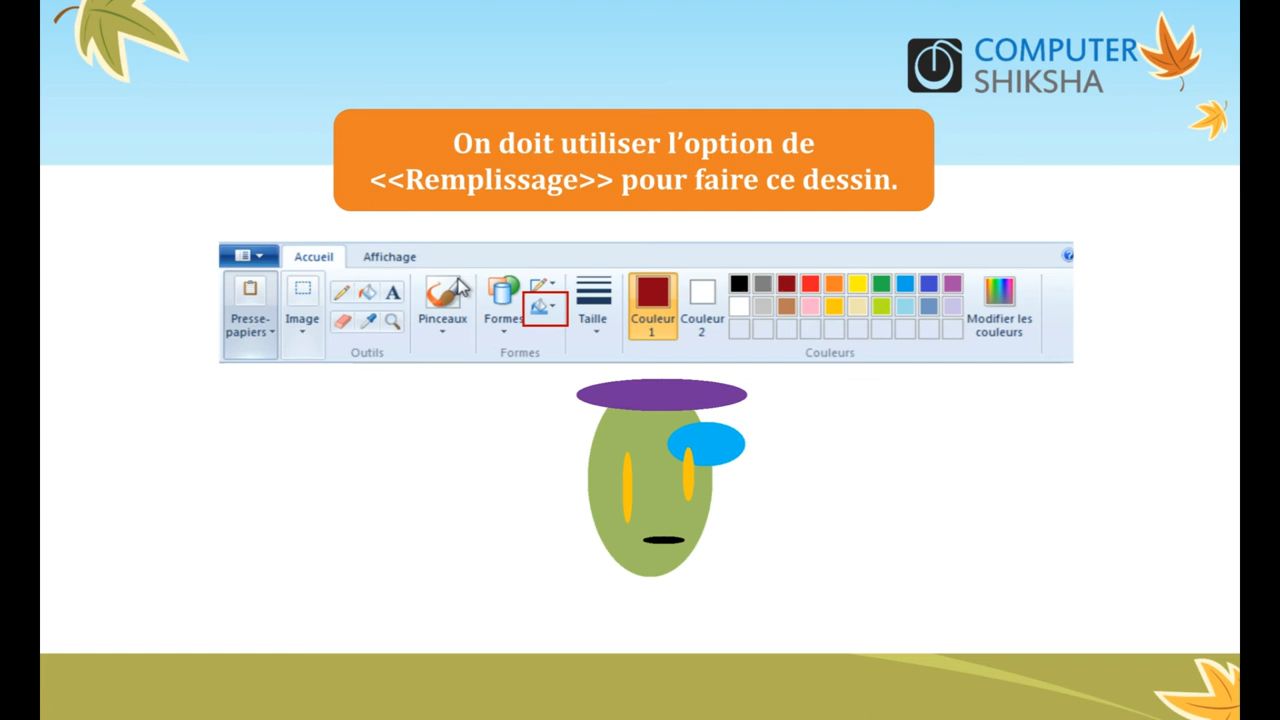 COMPUTER
SHIKSHA
On doit utiliser l’option de
<<Remplissage>> pour faire ce dessin.
Accueil Affichage
A
Presse-
papiers
Image
Outils
Pinceaux
Formes
Formes
Taille
Couleur
1
Couleur
2
Couleurs
Modifier les
couleurs
?